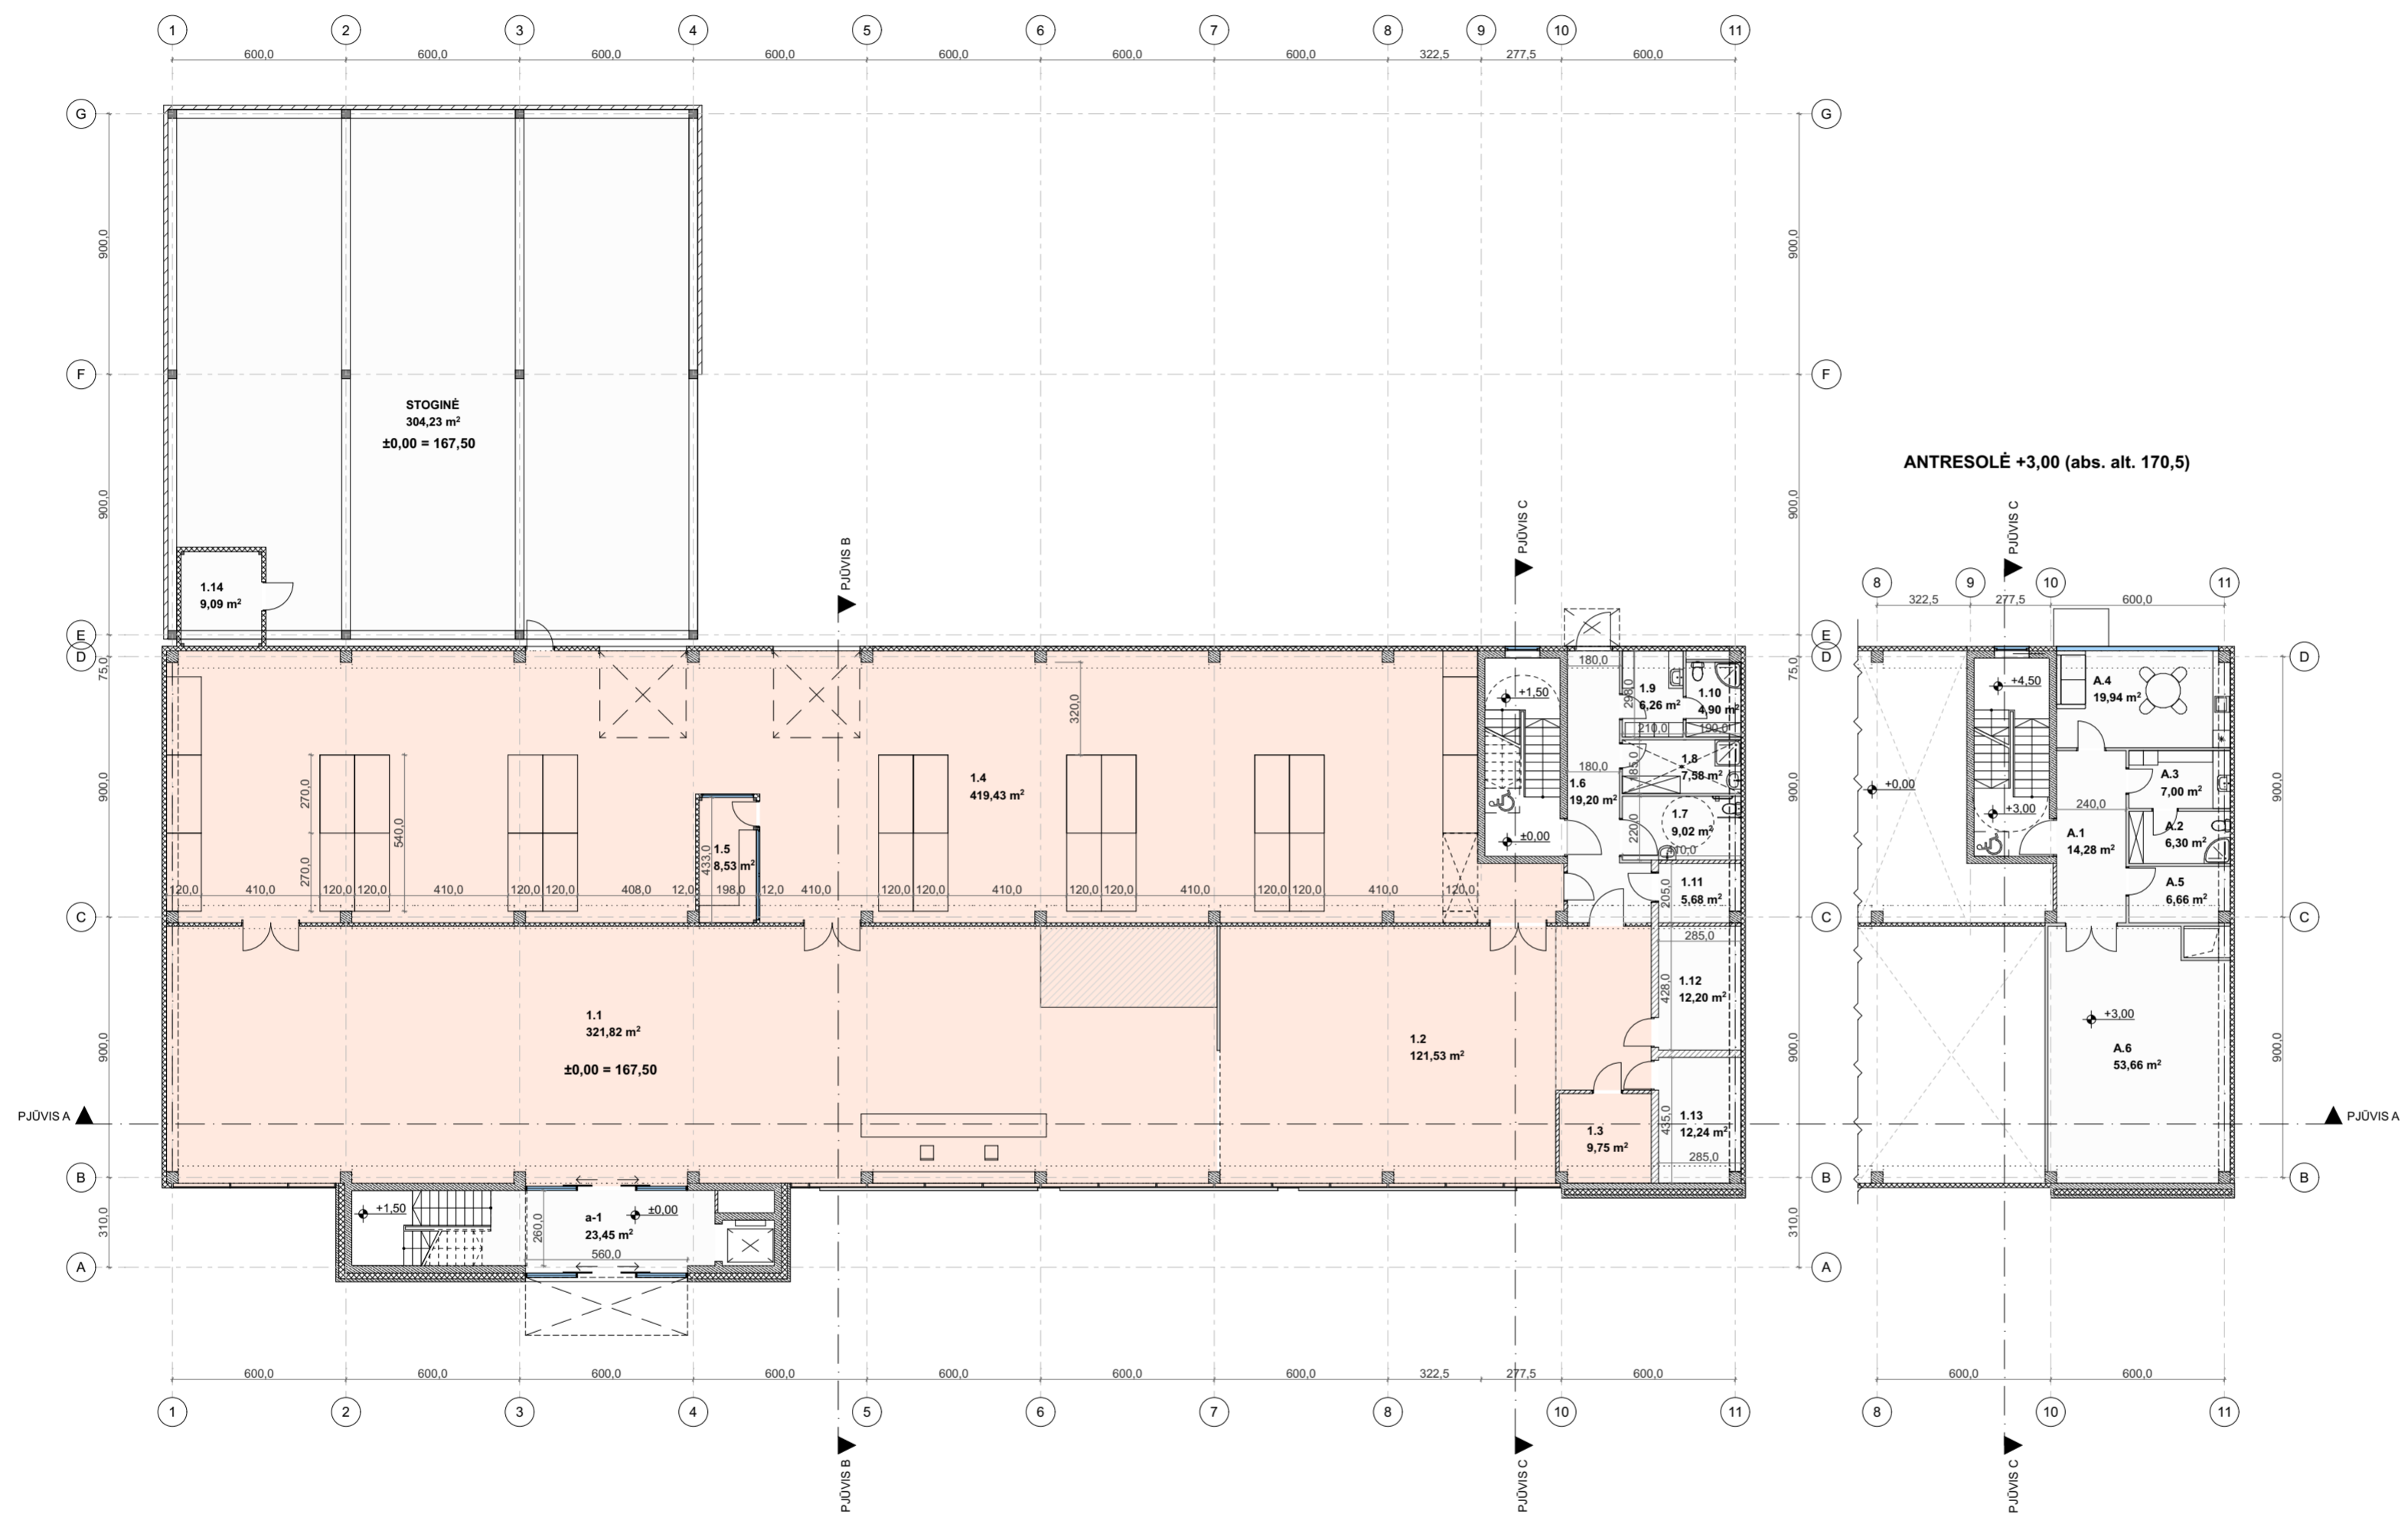 1 2 3 4 5 6 7 8 9 10 11
600,0 600,0 600,0 600,0 600,0 600,0 600,0 322,5 277,5 600,0
G G
900,0 900,0
F F
STOGINĖ
304,23 m²
±0,00 = 167,50
ANTRESOLĖ +3,00 (abs. alt. 170,5)
900,0 900,0
PJŪVIS B
PJŪVIS C
PJŪVIS C
1.14
9,09 m²
8 9 10 11
322,5 277,5 600,0
E E
D D D
75,0 75,0
180,0
+1,50
298,0
1.9
6,26 m²
1.10
4,90 m²
210,0 190,0
+4,50
A.4
19,94 m²
320,0
900,0 900,0 900,0
270,0
270,0
540,0
1.4
419,43 m²
180,0
185,0
1.8
7,58 m²
1.6
19,20 m²
1.7
9,02 m²
220,0
410,0
±0,00
+0,00
+3,00
240,0
A.3
7,00 m²
A.2
6,30 m²
A.1
14,28 m²
A.5
6,66 m²
1.5
8,53 m²
433,0
120,0 410,0 120,0 120,0 410,0 120,0 120,0 408,0 12,0 198,0 12,0 410,0 120,0 120,0 410,0 120,0 120,0 410,0 120,0 120,0 410,0 120,0
205,0
1.11
5,68 m²
C C C
285,0
428,0
1.12
12,20 m²
1.1
321,82 m²
±0,00 = 167,50
1.2
121,53 m²
900,0 900,0 900,0
+3,00
A.6
53,66 m²
PJŪVIS A
PJŪVIS A
1.3
9,75 m²
435,0
1.13
12,24 m²
285,0
B B B
310,0 310,0
+1,50
260,0
a-1
23,45 m²
±0,00
560,0
A A
600,0 600,0 600,0 600,0 600,0 600,0 600,0 322,5 277,5 600,0 600,0 600,0
1 2 3 4 5 6 7 8 10 11 8 10 11
PJŪVIS B
PJŪVIS C
PJŪVIS C